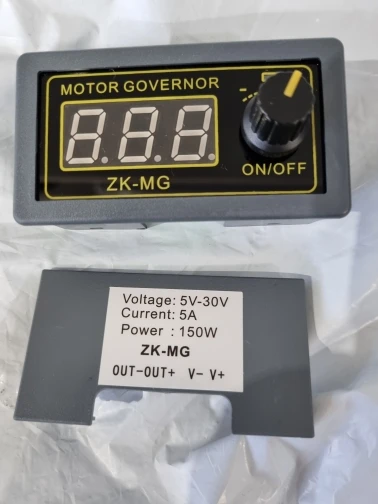 MOTOR GOVERNOR
ZK-MG
ON/OFF
Voltage: 5V-30V
Current: 5A
Power : 150W
ZK-MG
OUT-OUT+ V- V+